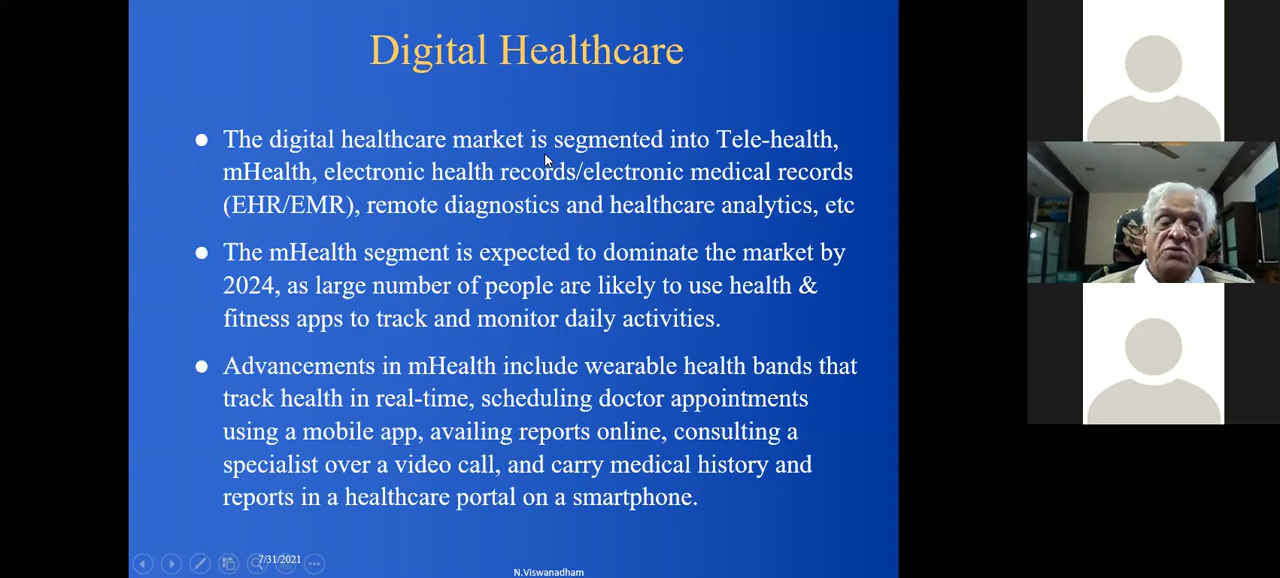 Digital Healthcare
The digital healthcare market is segmented into Tele-health,
mHealth, electronic health records/electronic medical records
(EHR/EMR), remote diagnostics and healthcare analytics, etc
The mHealth segment is expected to dominate the market by
2024, as large number of people are likely to use health &
fitness apps to track and monitor daily activities.
Advancements in mHealth include wearable health bands that
track health in real-time, scheduling doctor appointments
using a mobile app, availing reports online, consulting a
specialist over a video call, and carry medical history and
reports in a healthcare portal on a smartphone.
7/31/2021
N.Viswanadham